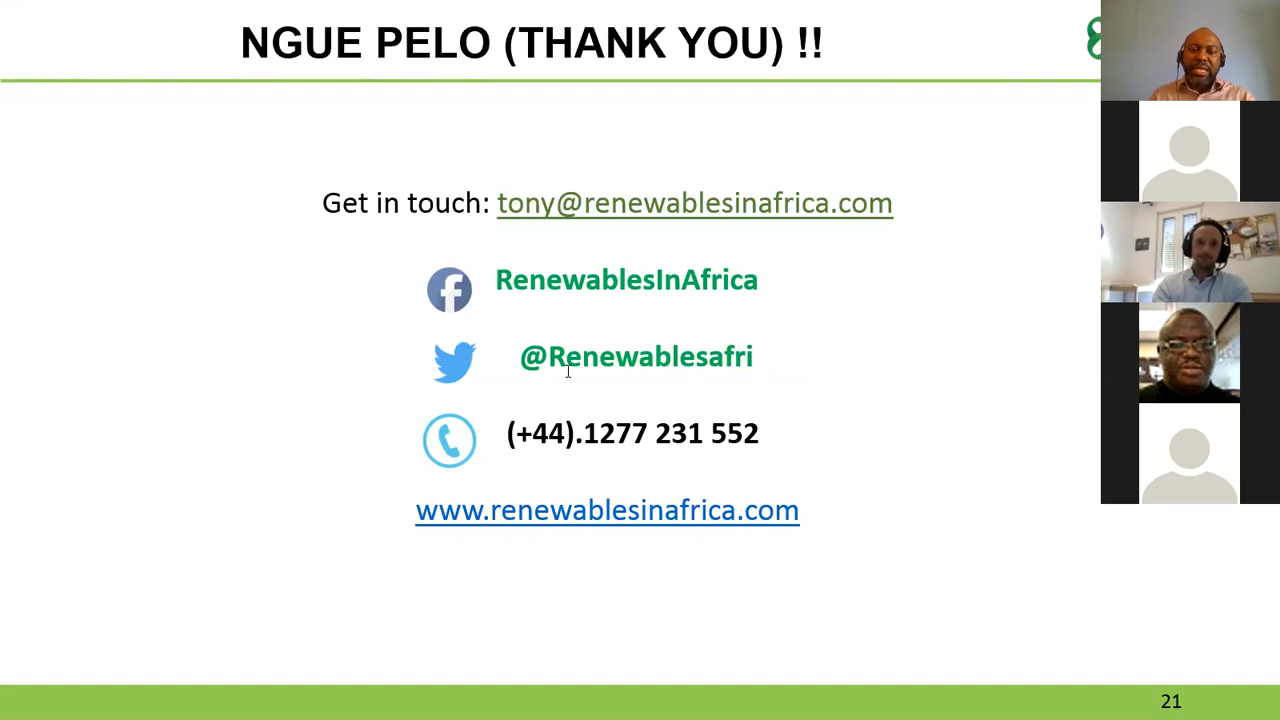 NGUE PELO (THANK YOU) !!
Get in touch: tony@renewablesinafrica.com
RenewablesInAfrica
@Renewablesafri
(+44).1277 231 552
www.renewablesinafrica.com
21